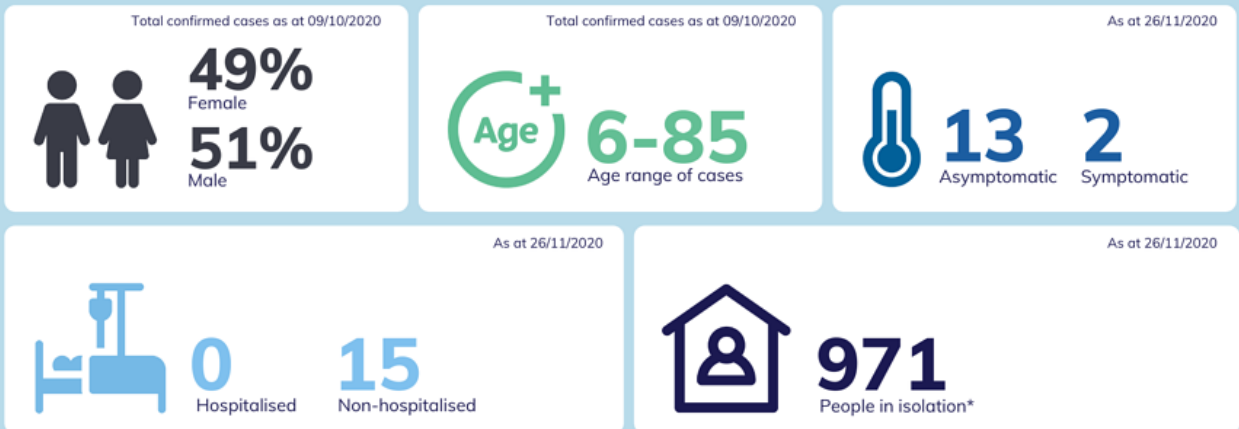 Total confirmed cases as at 09/10/2020
49%
Female
51%
Male
Total confirmed cases as at 09/10/2020
Age
6-85
Age range of cases
As at 26/11/2020
13
Asymptomatic
2
Symptomatic
As at 26/11/2020
0
Hospitalised
15
Non-hospitalised
As at 26/11/2020
971
People in isolation*